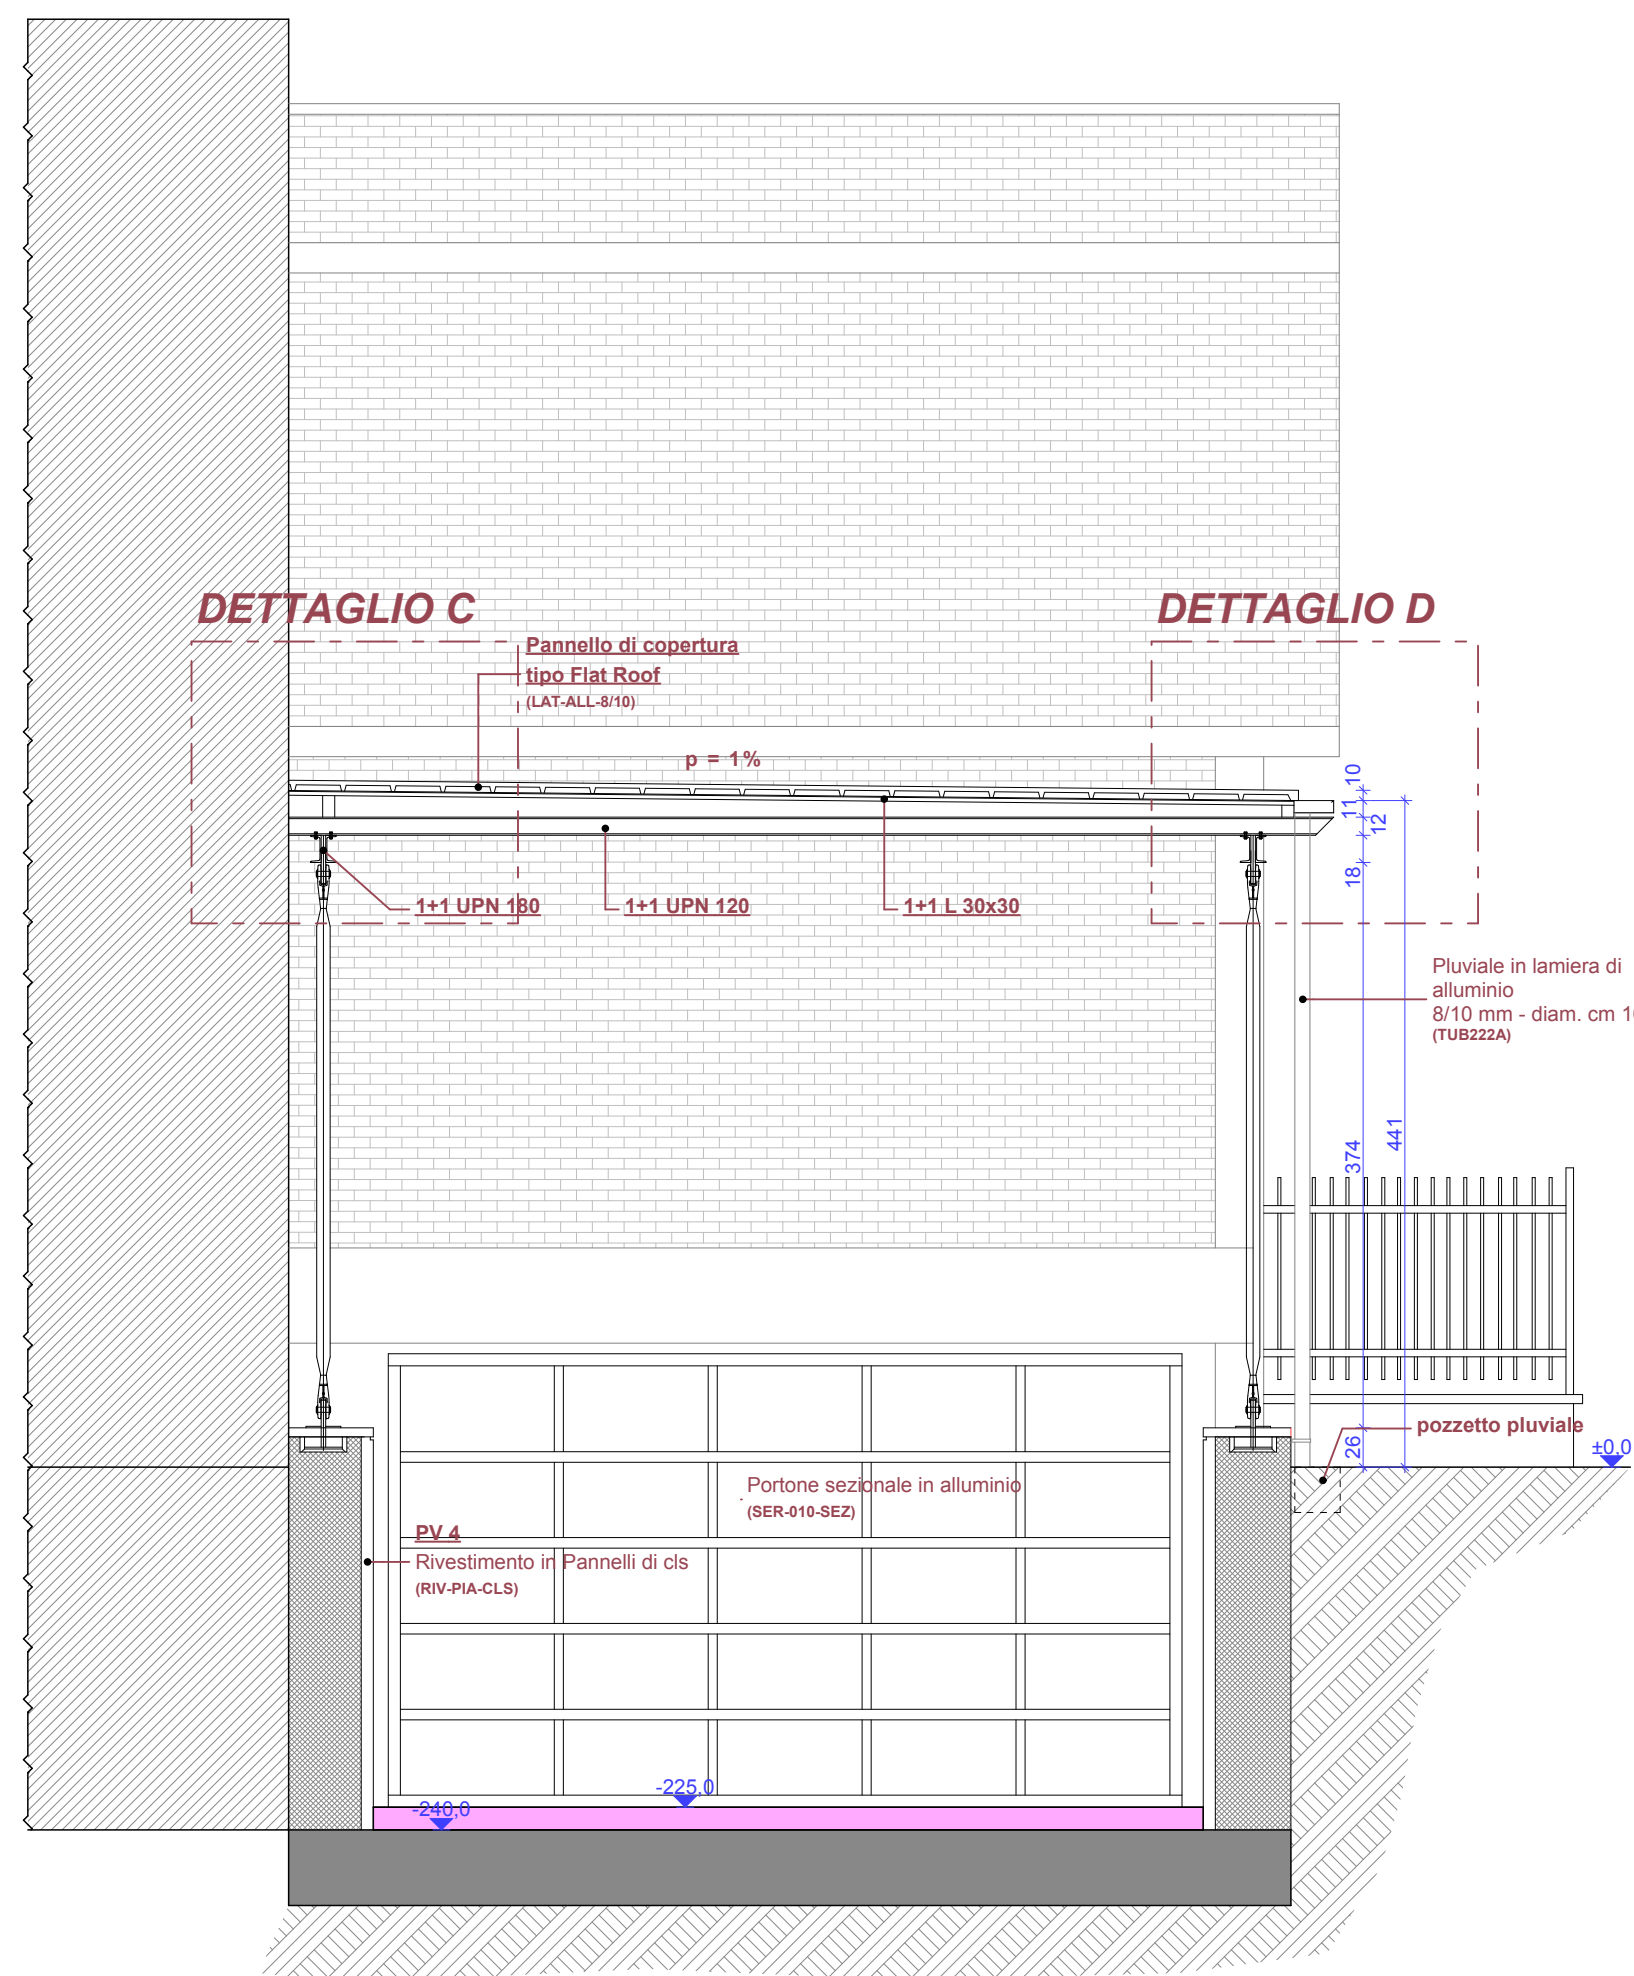 DETTAGLIO C
DETTAGLIO D
Pannello di copertura
tipo Flat Roof
(LAT-ALL-8/10)
p = 1%
10
11
12
18
1+1 UPN 180
1+1 UPN 120
1+1 L 30x30
Pluviale in lamiera di
alluminio
8/10 mm - diam. cm
(TUB222A)
374
441
26
pozzetto pluviale
±0,0
Portone sezionale in alluminio
(SER-010-SEZ)
PV 4
Rivestimento in Pannelli di cls
(RIV-PIA-CLS)
-225,0
-240,0